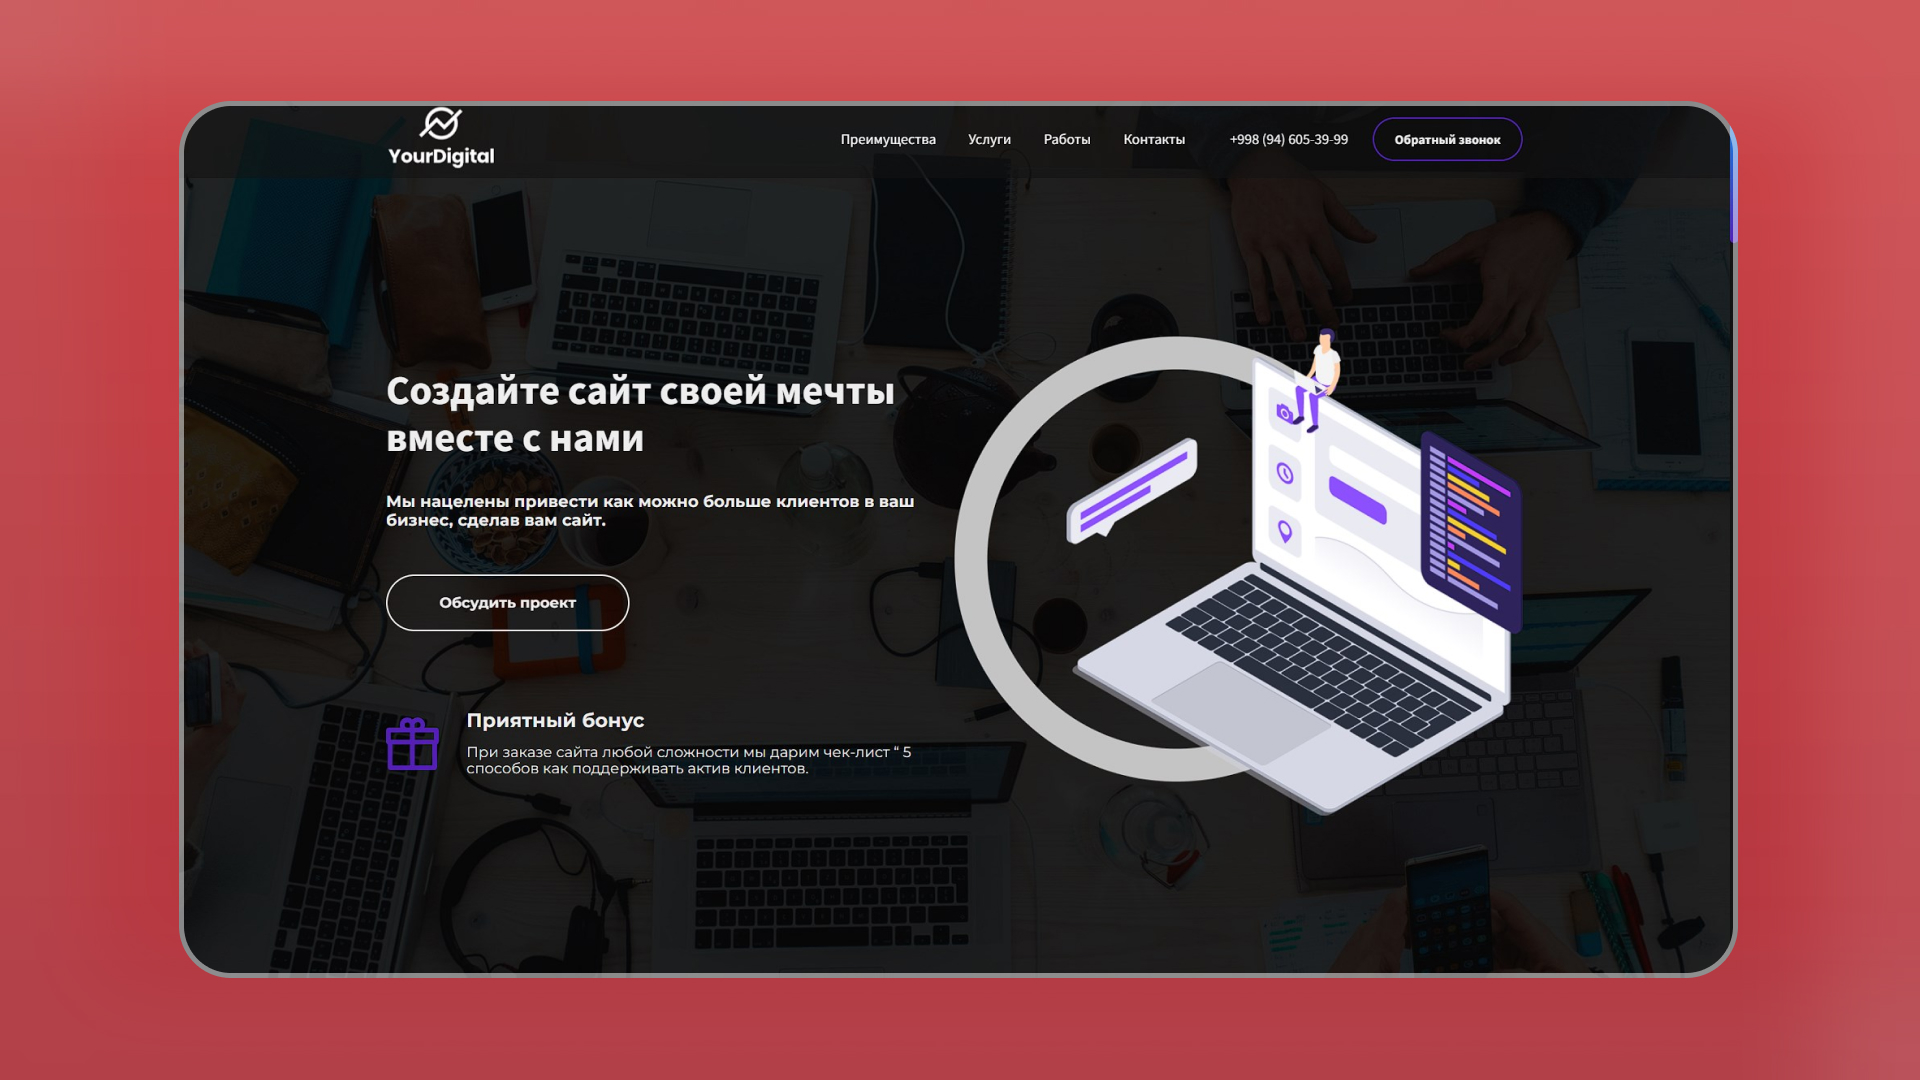 YourDigital
Преимущества
Услуги
Работы
Контакты
+998 (94) 605-39-99
Обратный звонок
Создайте сайт своей мечты
вместе с нами
Мы нацелены привести как можно больше клиентов в ваш
бизнес, сделав вам сайт.
Обсудить проект
Приятный бонус
При заказе сайта любой сложности мы дарим чек-лист “ 5
способов как поддерживать актив клиентов.